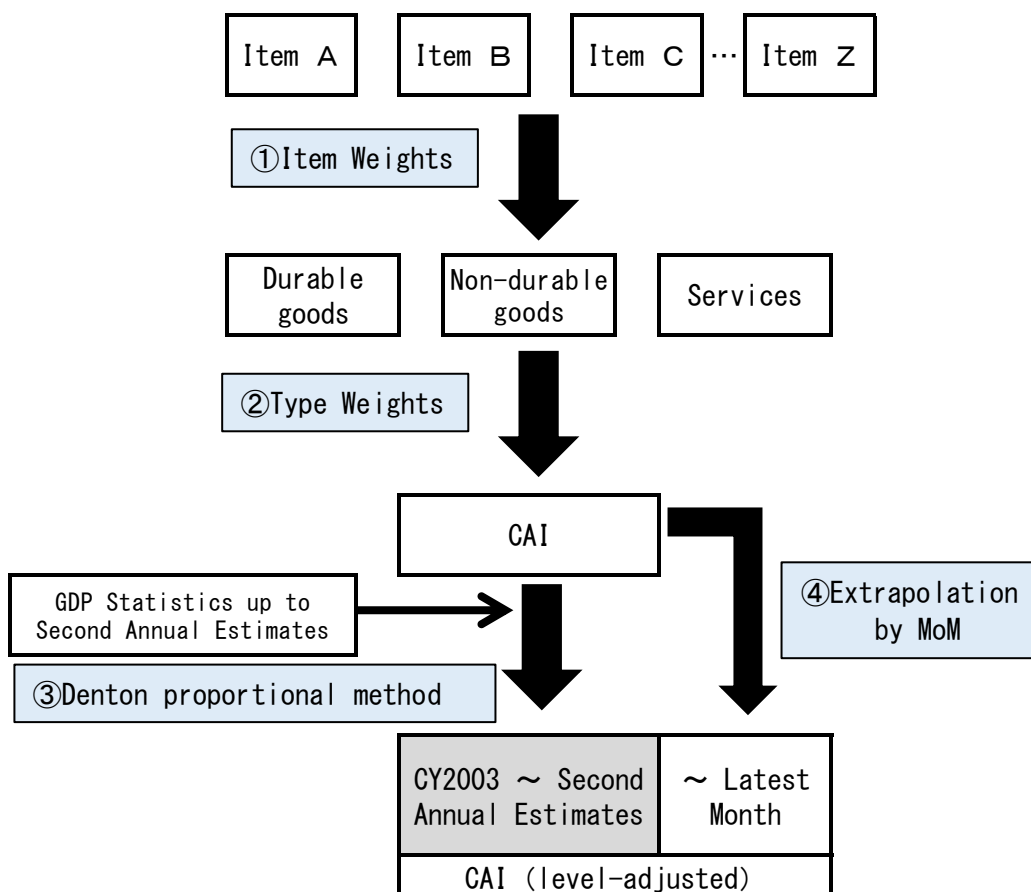 Item A
Item B
Item C
…
Item Z
①Item Weights
Durable
goods
Non-durable
goods
Services
②Type Weights
CAI
GDP Statistics up to
Second Annual Estimates
④Extrapolation
by MoM
③Denton proportional method
CY2003 ～ Second
Annual Estimates
～ Latest
Month
CAI (level-adjusted)